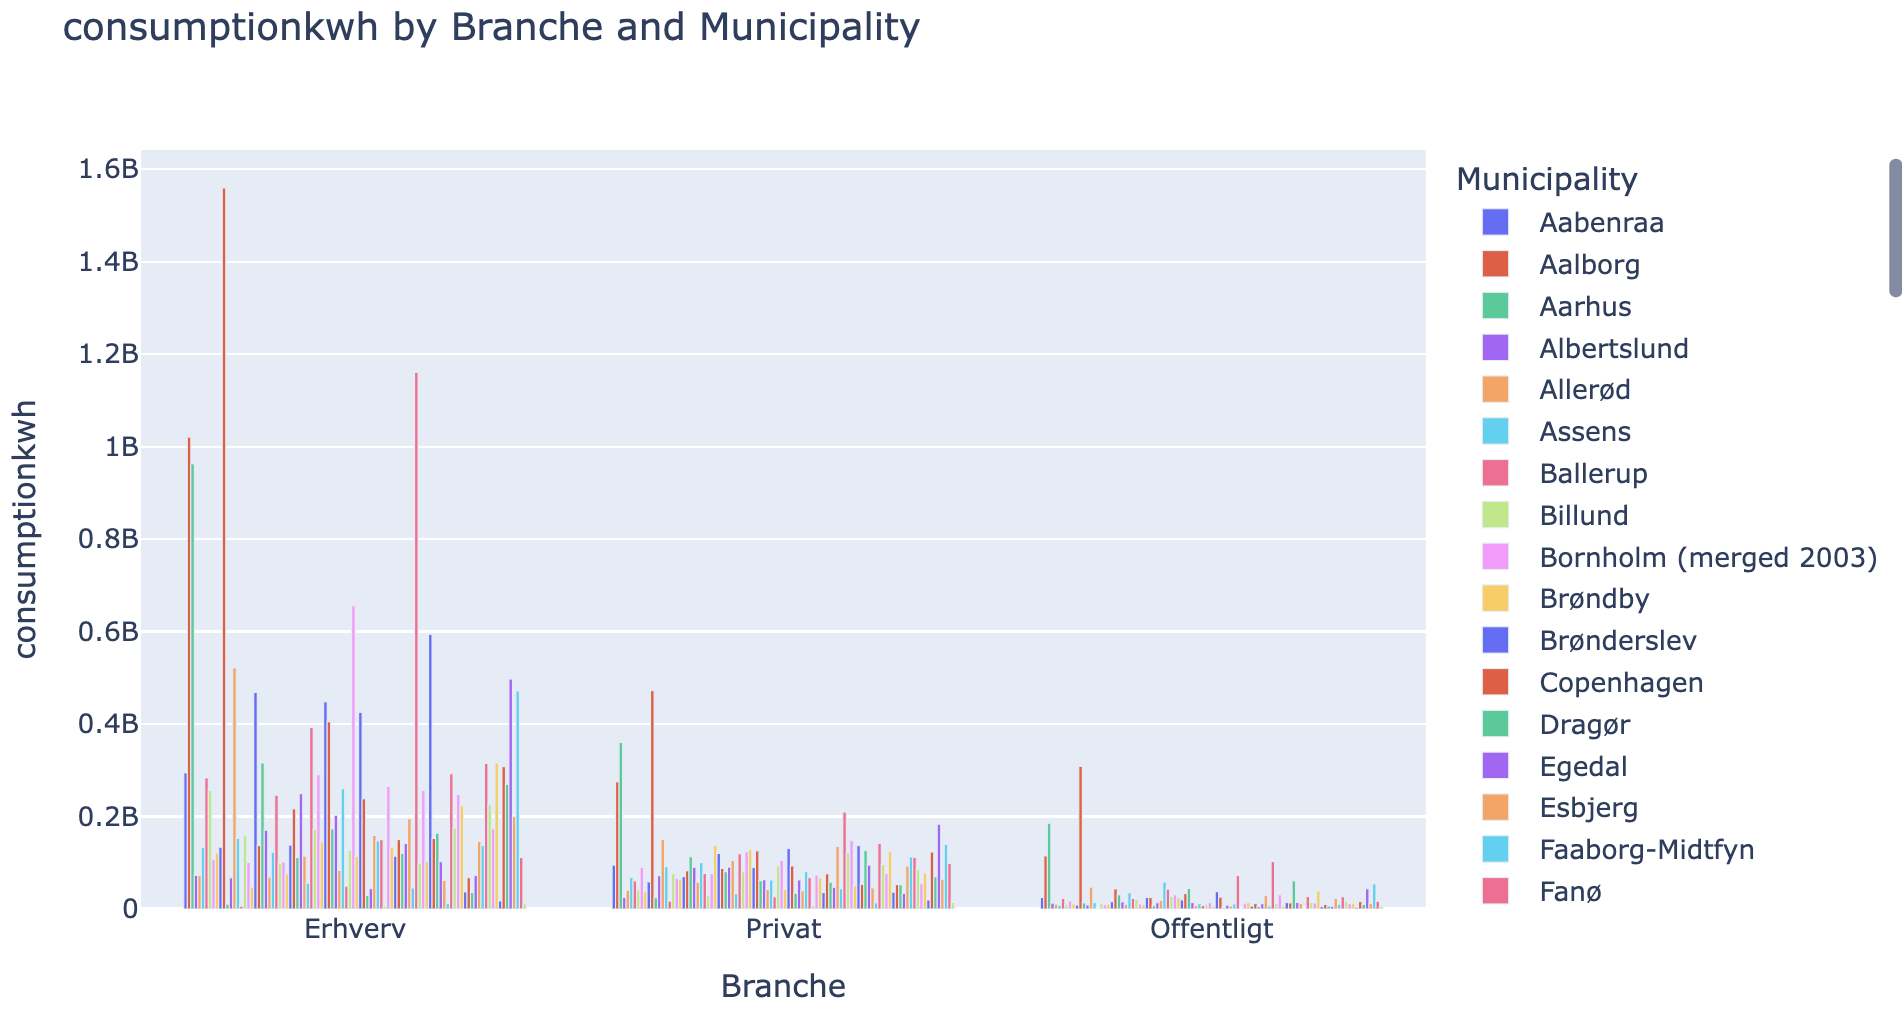 consumptionkwh by Branche and Municipality
1.6B
1.4B
1.2B
1B
0.8B
0.6B
0.4B
0.2B
0
consumptionkwh
Erhverv
Privat
Offentligt
Branche
Municipality
Aabenraa
Aalborg
Aarhus
Albertslund
Allerød
Assens
Ballerup
Billund
Bornholm (merged 2003)
Brøndby
Brønderslev
Copenhagen
Dragør
Egedal
Esbjerg
Faaborg-Midtfyn
Fanø